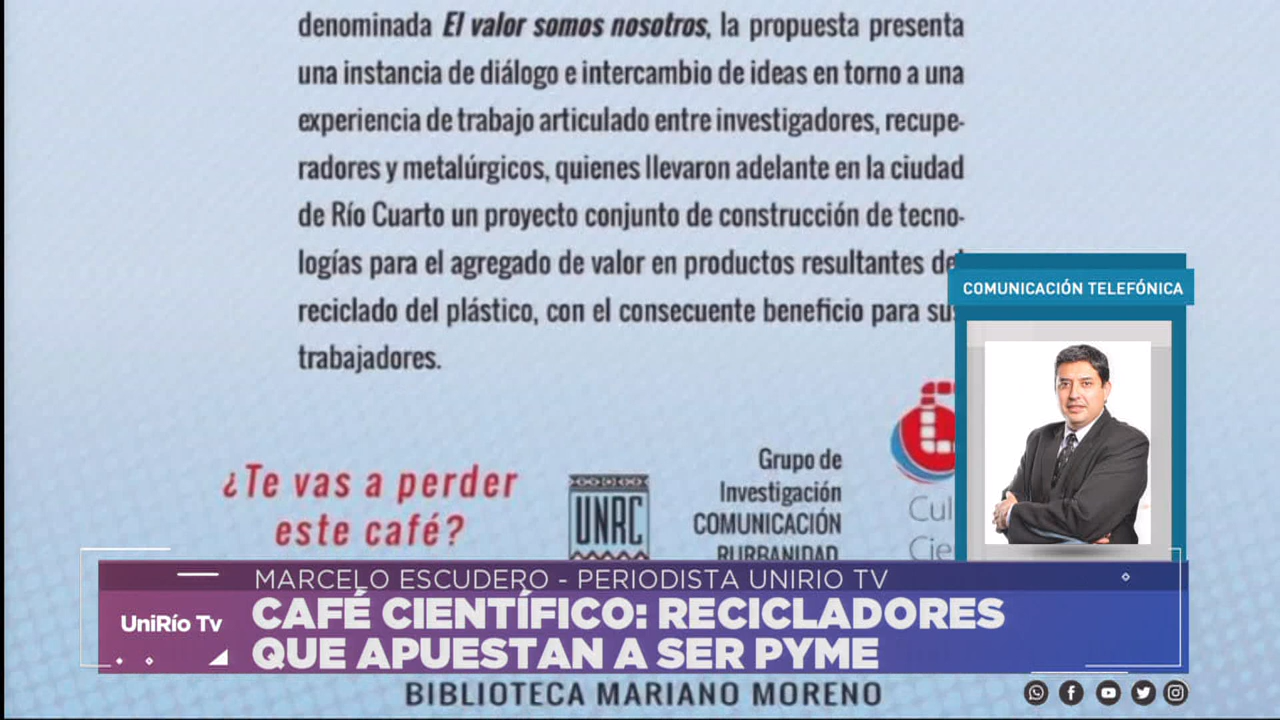 denominada El valor somos nosotros, la propuesta presenta
una instancia de diálogo e intercambio de ideas en torno a una
experiencia de trabajo articulado entre investigadores, recupe-
radores y metalúrgicos, quienes llevaron adelante en la ciudad
de Río Cuarto un proyecto conjunto de construcción de tecno-
logías para el agregado de valor en productos resultantes del
reciclado del plástico, con el consecuente beneficio para sus
trabajadores.
COMUNICACIÓN TELEFÓNICA
¿Te vas a perder
este café?
UNRC
Grupo de
Investigación
COMUNICACIÓN
RURBANIDAD
Cul
Cie
MARCELO ESCUDERO - PERIODISTA UNIRIO TV
UniRío Tv
CAFÉ CIENTÍFICO: RECICLADORES
QUE APUESTAN A SER PYME
BIBLIOTECA MARIANO MORENO